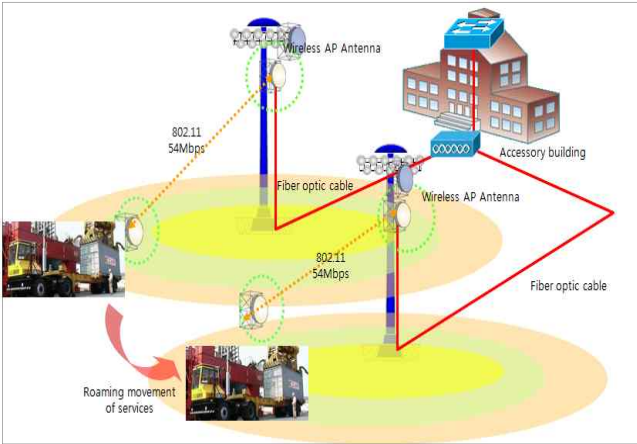 Wireless AP Antenna
802.11
54Mbps
Accessory building
Fiber optic cable
Wireless AP Antenna
802.11
54Mbps
Fiber optic cable
Roaming movement
of services